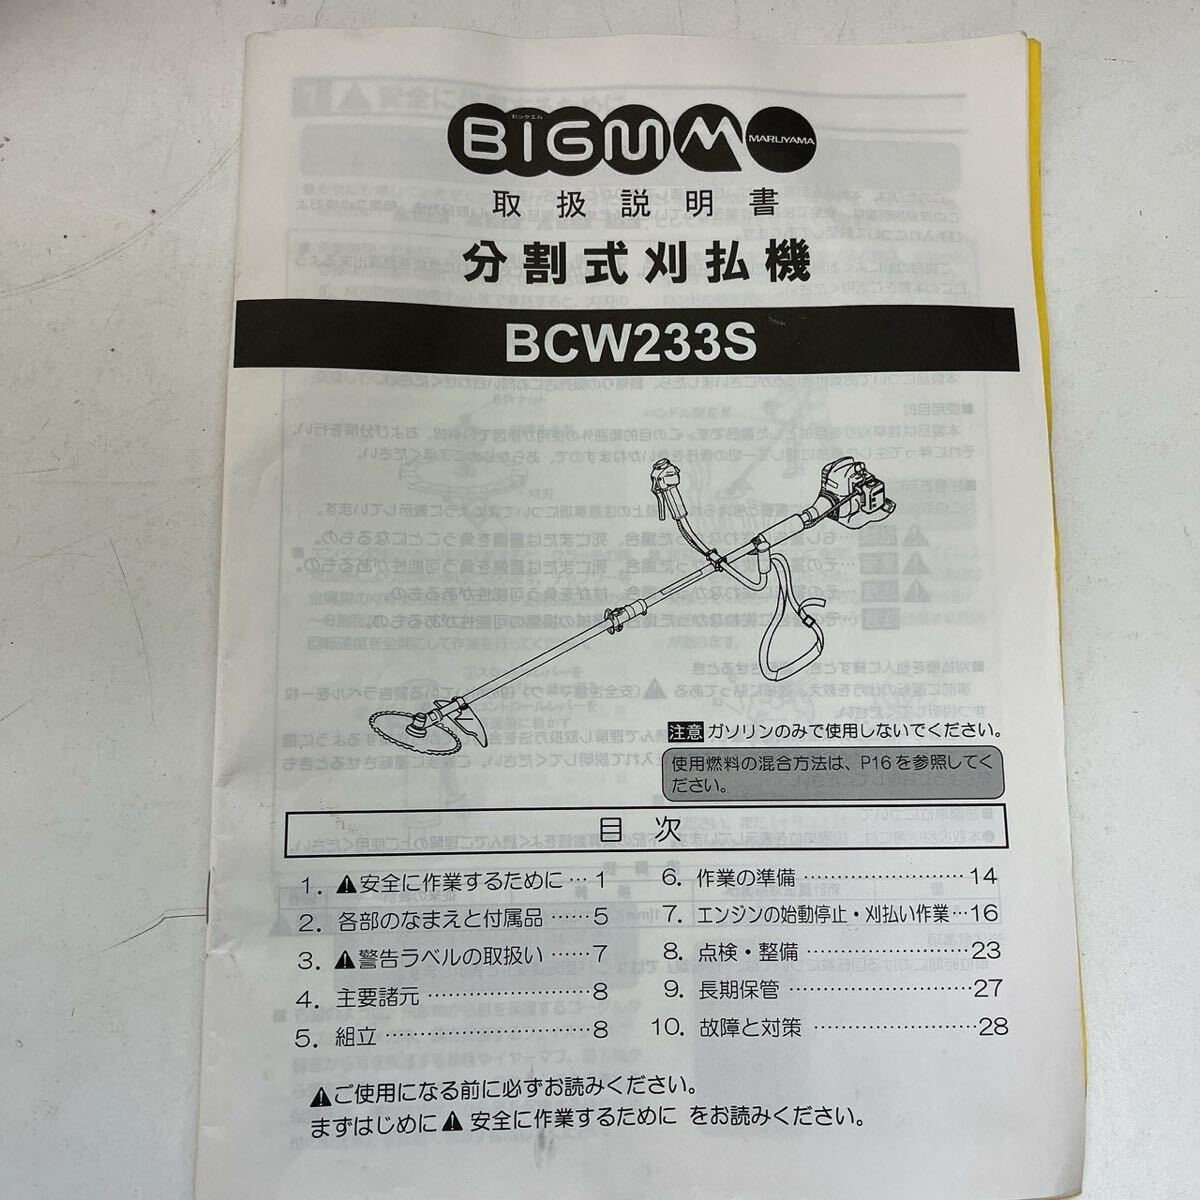 ビックエム
BIGM M MARUYAMA
取扱説明書
分割式刈払機
BCW233S
注意 ガソリンのみで使用しないでください。
使用燃料の混合方法は、P16を参照してく
ださい。
目次
1. ⚠安全に作業するために…1
2. 各部のなまえと付属品……5
3. ⚠警告ラベルの取扱い……7
4. 主要諸元………………………8
5. 組立……………………………8
6. 作業の準備……………………14
7. エンジンの始動停止・刈払い作業…16
8. 点検・整備……………………23
9. 長期保管………………………27
10. 故障と対策……………………28
⚠ご使用になる前に必ずお読みください。
まずはじめに⚠安全に作業するために をお読みください。